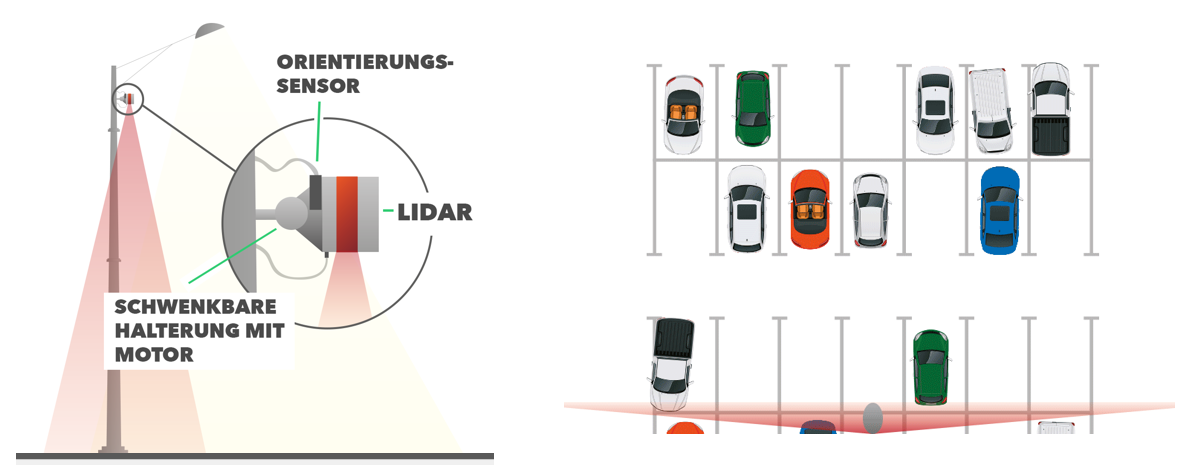 ORIENTIERUNGS-
SENSOR
LIDAR
SCHWENKBARE
HALTERUNG MIT
MOTOR